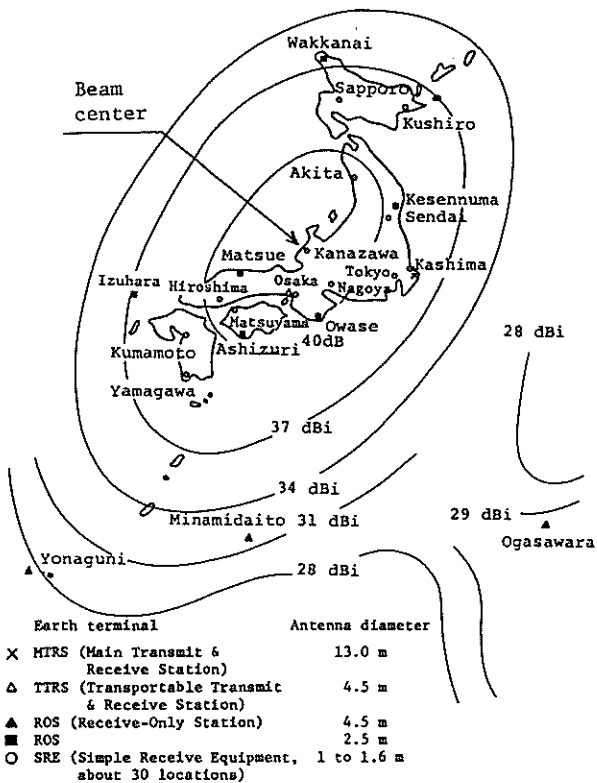 Wakkanai
Beam
center
Sapporo
Kushiro
Akita
Kesennuma
Sendai
Kanazawa
Matsue
Tokyo
Kashima
Izuhara
Hiroshima
Osaka
Nagoya
Matsuyama
Owase
Kumamoto
Ashizuri
40dB
28 dBi
Yamagawa
37 dBi
34 dBi
Minamidaito
31 dBi
29 dBi
Ogasawara
Yonaguni
28 dBi
Earth terminal Antenna diameter
× MTRS (Main Transmit & 13.0 m
Receive Station)
△ TTRS (Transportable Transmit 4.5 m
& Receive Station)
▲ ROS (Receive-Only Station) 4.5 m
■ ROS 2.5 m
○ SRE (Simple Receive Equipment, 1 to 1.6 m
about 30 locations)